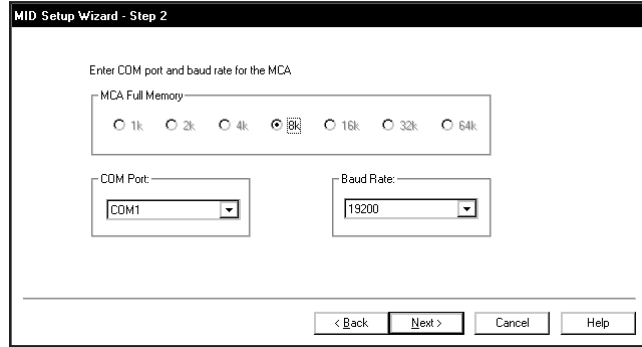 MID Setup Wizard - Step 2
Enter COM port and baud rate for the MCA
MCA Full Memory
1k 2k 4k 8k 16k 32k 64k
COM Port: Baud Rate:
COM1 19200
< Back Next > Cancel Help